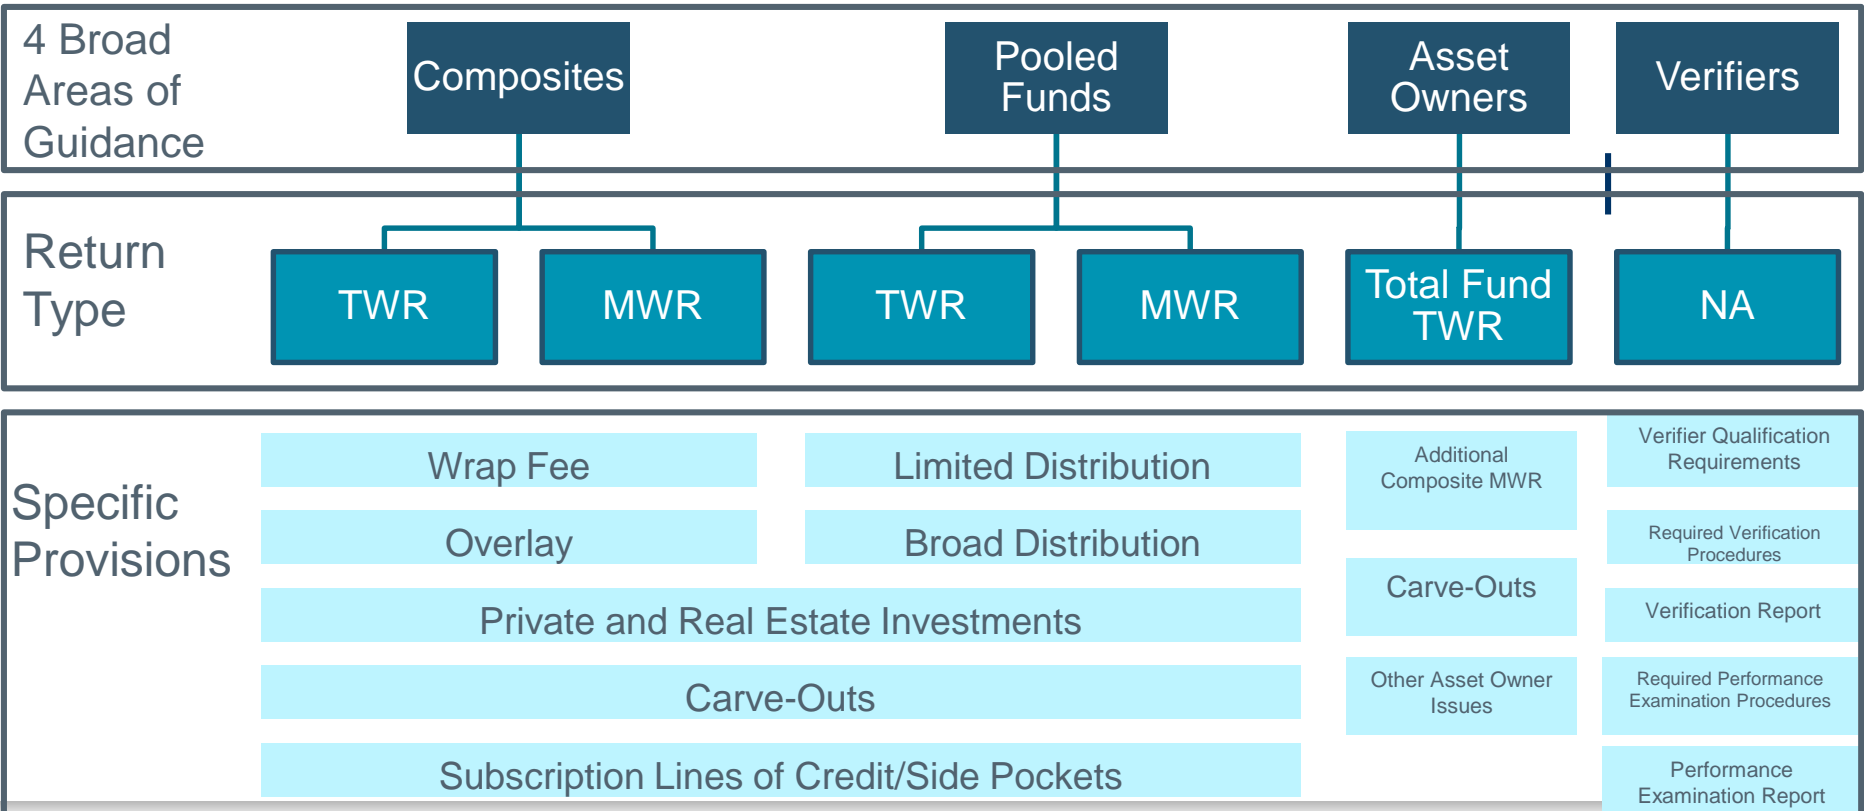 4 Broad
Areas of
Guidance
Composites
Pooled
Funds
Asset
Owners
Verifiers
Return
Type
TWR
MWR
TWR
MWR
Total Fund
TWR
NA
Specific
Provisions
Wrap Fee
Limited Distribution
Overlay
Broad Distribution
Private and Real Estate Investments
Carve-Outs
Subscription Lines of Credit/Side Pockets
Additional
Composite MWR
Carve-Outs
Other Asset Owner
Issues
Verifier Qualification
Requirements
Required Verification
Procedures
Verification Report
Required Performance
Examination Procedures
Performance
Examination Report